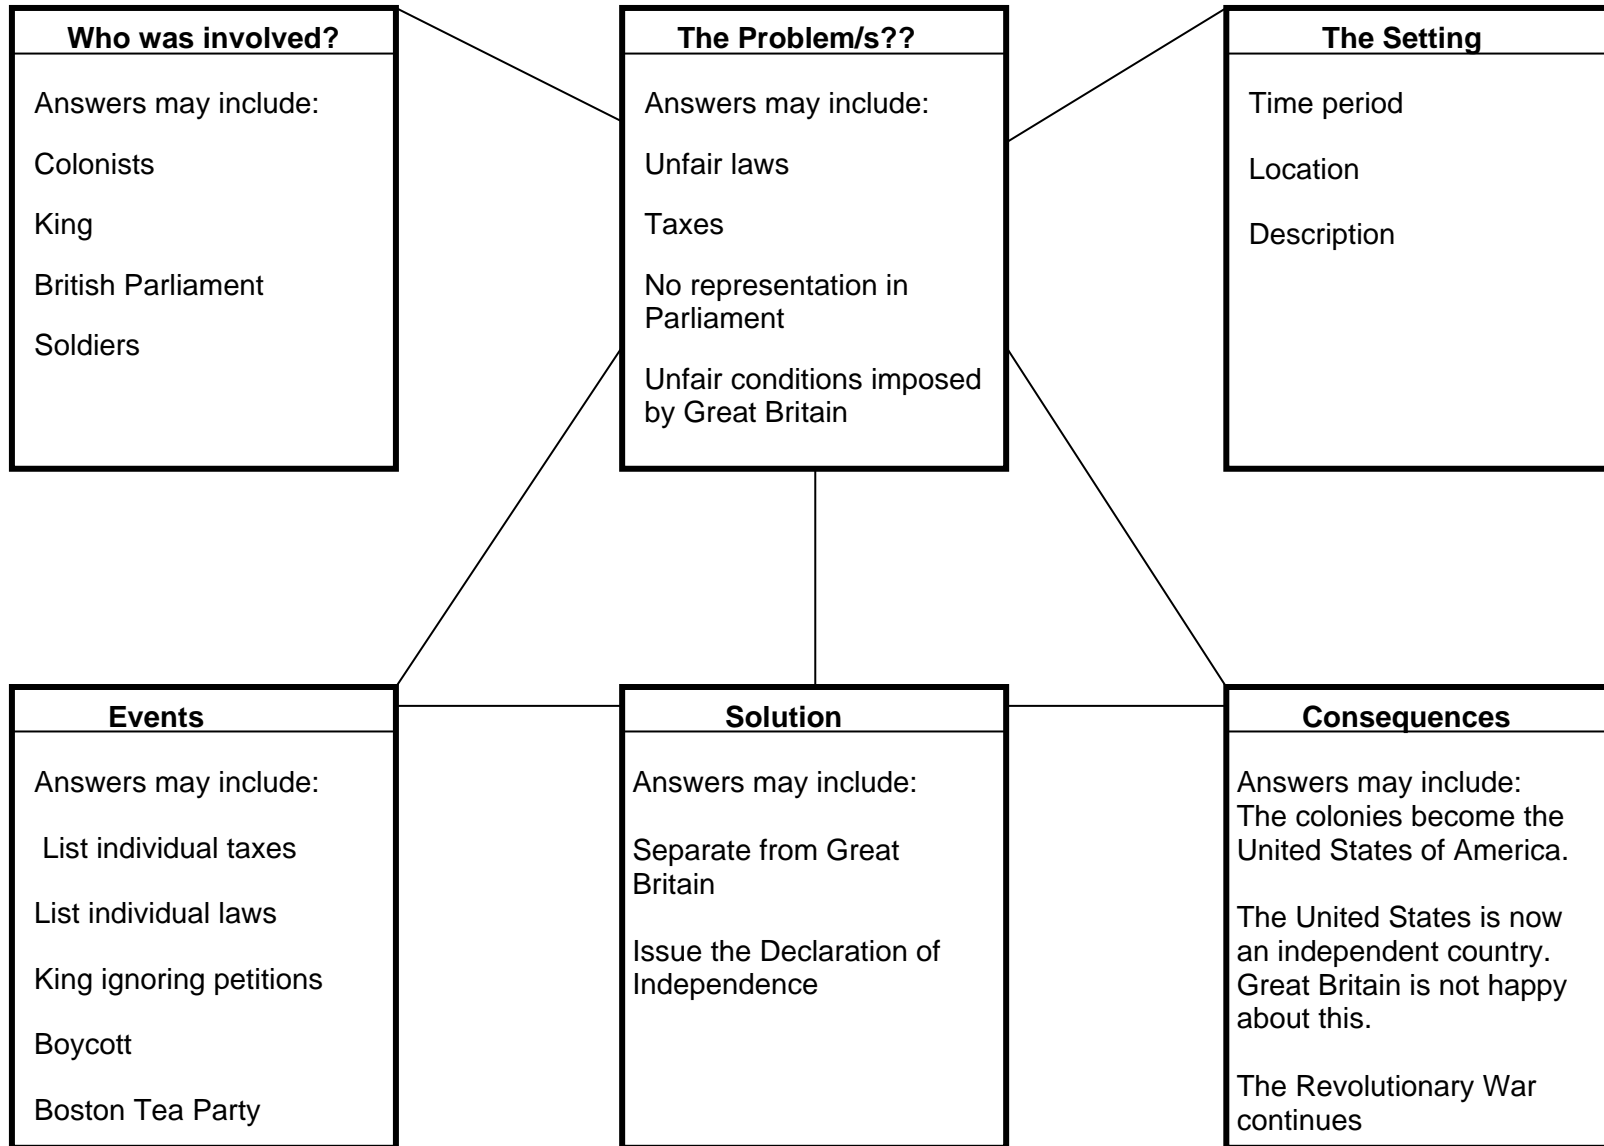 Who was involved?
Answers may include:
Colonists
King
British Parliament
Soldiers
The Problem/s??
Answers may include:
Unfair laws
Taxes
No representation in
Parliament
Unfair conditions imposed
by Great Britain
The Setting
Time period
Location
Description
Events
Answers may include:
List individual taxes
List individual laws
King ignoring petitions
Boycott
Boston Tea Party
Solution
Answers may include:
Separate from Great
Britain
Issue the Declaration of
Independence
Consequences
Answers may include:
The colonies become the
United States of America.
The United States is now
an independent country.
Great Britain is not happy
about this.
The Revolutionary War
continues